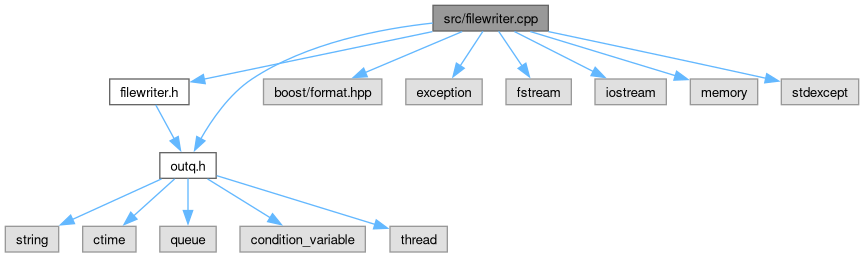 src/filewriter.cpp
filewriter.h
boost/format.hpp
exception
fstream
iostream
memory
stdexcept
outq.h
string
ctime
queue
condition_variable
thread